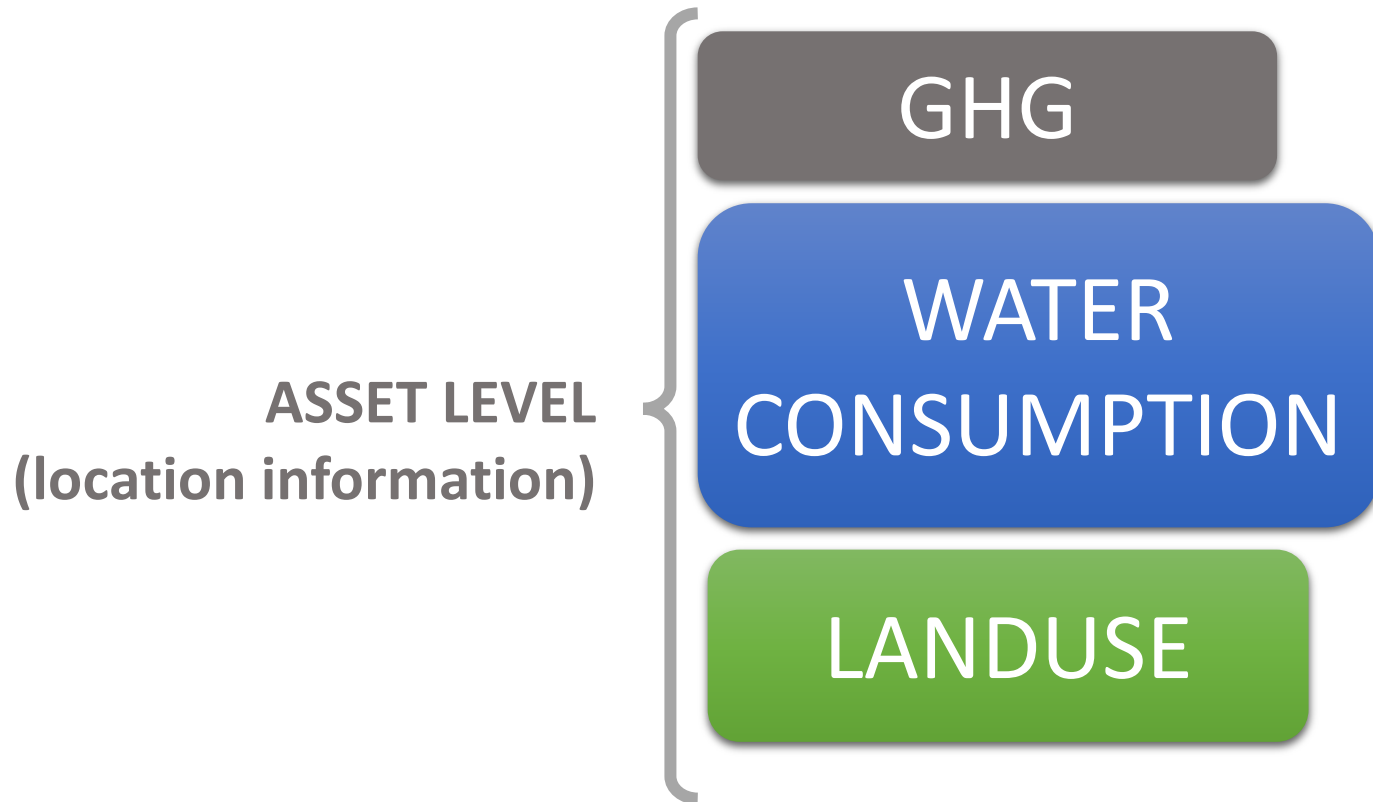 ASSET LEVEL
(location information)
GHG
WATER
CONSUMPTION
LANDUSE